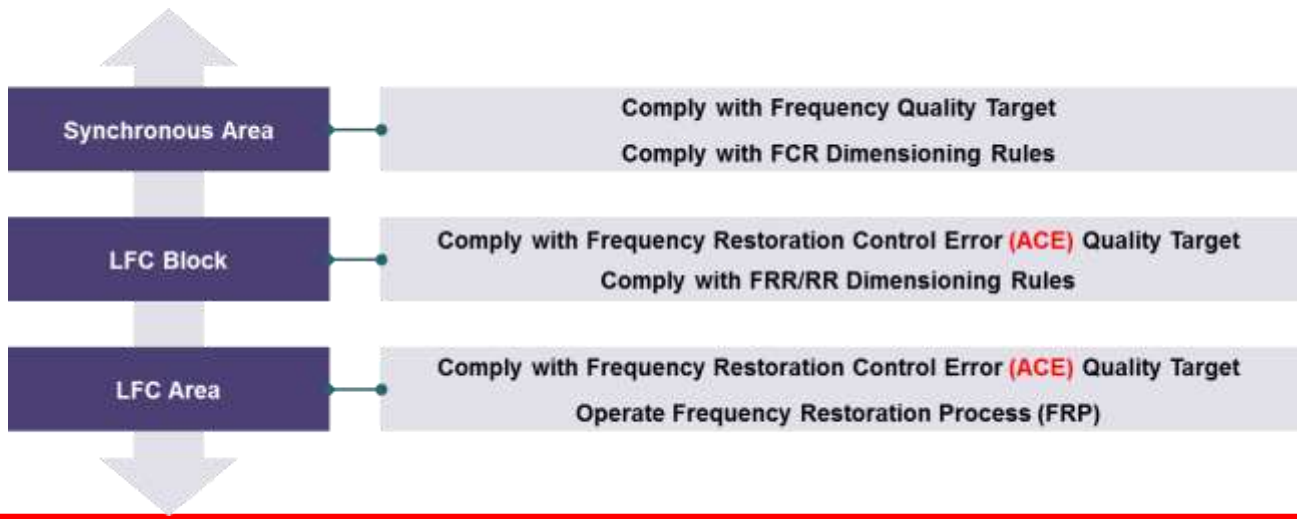 Synchronous Area
Comply with Frequency Quality Target
Comply with FCR Dimensioning Rules
LFC Block
Comply with Frequency Restoration Control Error (ACE) Quality Target
Comply with FRR/RR Dimensioning Rules
LFC Area
Comply with Frequency Restoration Control Error (ACE) Quality Target
Operate Frequency Restoration Process (FRP)